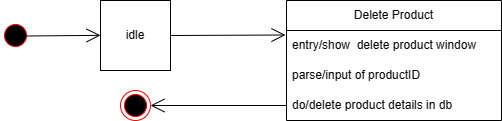 idle
Delete Product
entry/show delete product window
parse/input of productID
do/delete product details in db